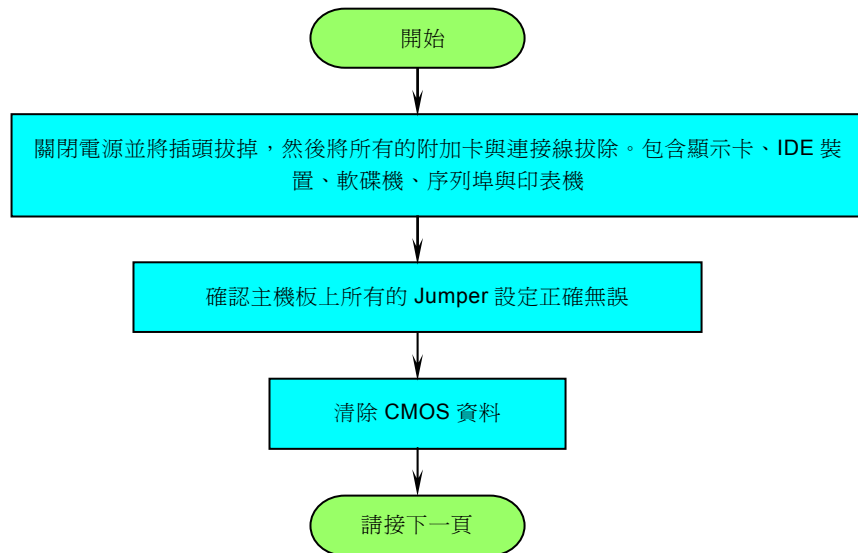 開始
關閉電源並將插頭拔掉，然後將所有的附加卡與連接線拔除。包含顯示卡、IDE 裝
置、軟碟機、序列埠與印表機
確認主機板上所有的 Jumper 設定正確無誤
清除 CMOS 資料
請接下一頁